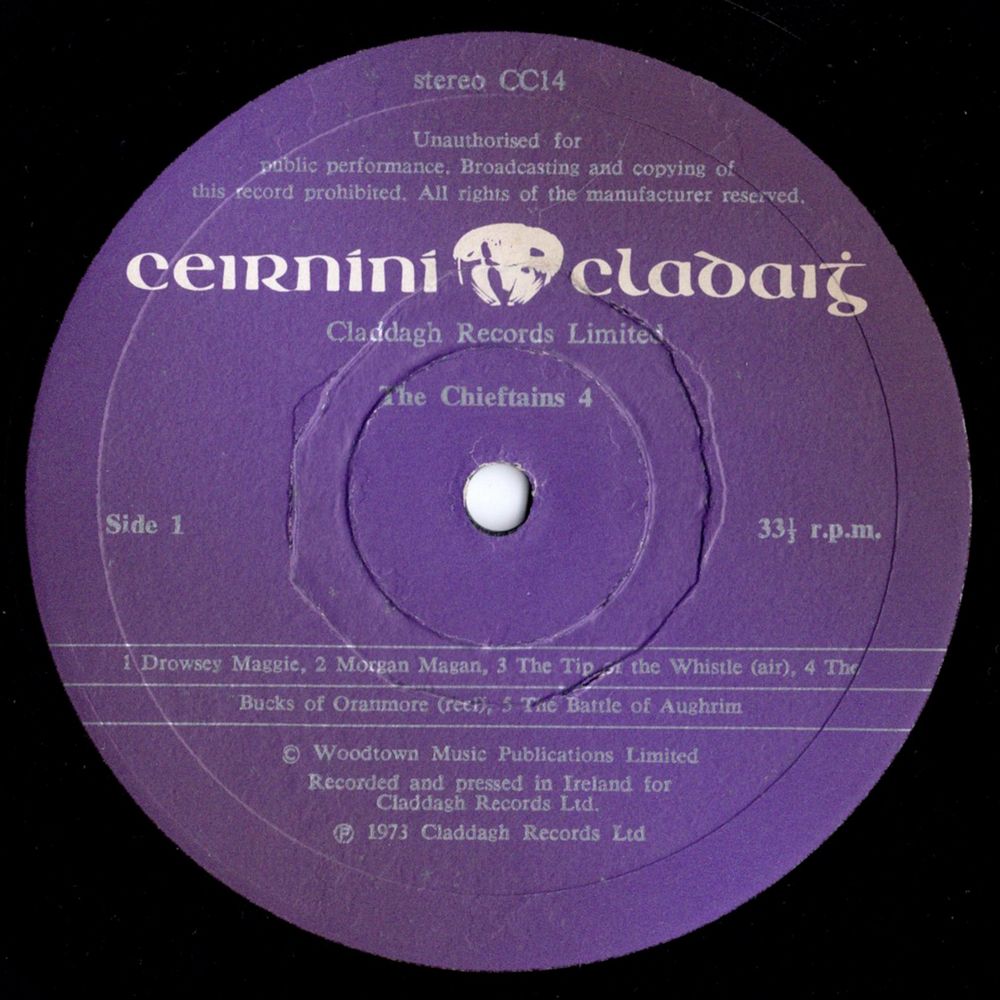 stereo CC14
Unauthorised for
public performance. Broadcasting and copying of
this record prohibited. All rights of the manufacturer reserved.
ceirníní claddaiġ
Claddagh Records Limited
The Chieftains 4
Side 1
33⅓ r.p.m.
1 Drowsey Maggie, 2 Morgan Magan, 3 The Tip of the Whistle (air), 4 The
Bucks of Oranmore (reel), 5 The Battle of Aughrim
© Woodtown Music Publications Limited
Recorded and pressed in Ireland for
Claddagh Records Ltd.
℗ 1973 Claddagh Records Ltd